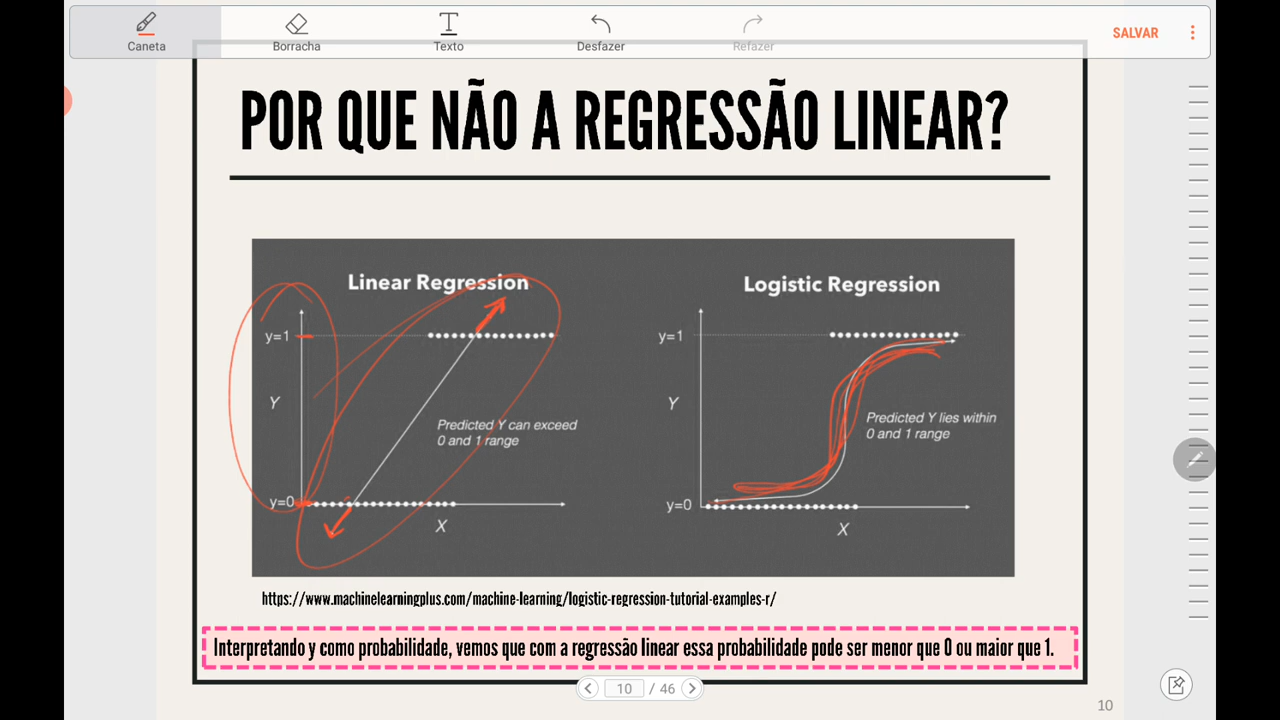 Caneta
Borracha
Texto
Desfazer
Refazer
SALVAR
POR QUE NÃO A REGRESSÃO LINEAR?
Linear Regression
y=1
Y
Predicted Y can exceed
0 and 1 range
y=0
X
Logistic Regression
y=1
Y
Predicted Y lies within
0 and 1 range
y=0
X
https://www.machinelearningplus.com/machine-learning/logistic-regression-tutorial-examples-r/
Interpretando y como probabilidade, vemos que com a regressão linear essa probabilidade pode ser menor que 0 ou maior que 1.
10 / 46
10